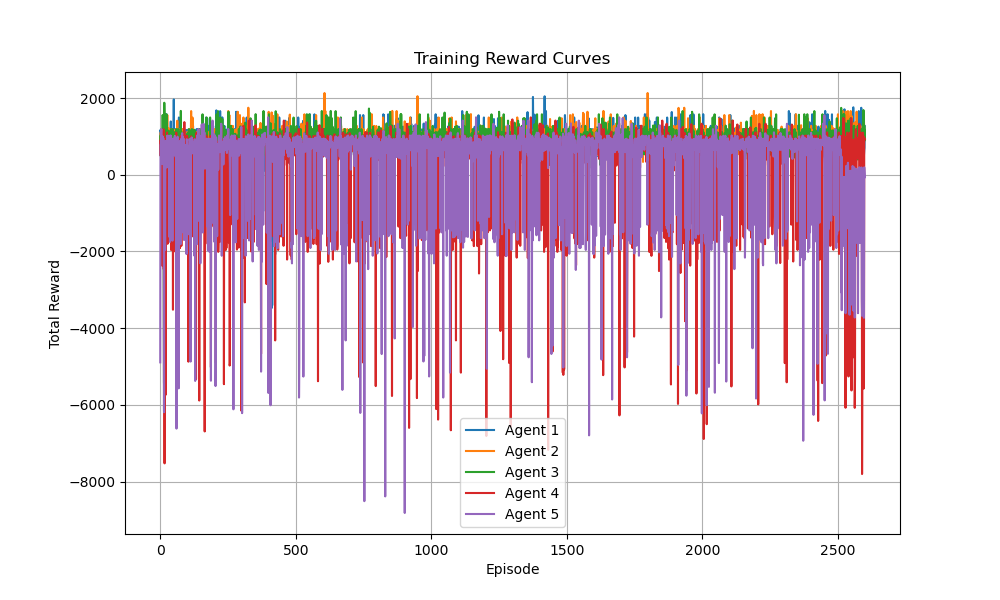 Training Reward Curves
2000
0
−2000
−4000
−6000
−8000
Total Reward
Agent 1
Agent 2
Agent 3
Agent 4
Agent 5
0
500
1000
1500
2000
2500
Episode